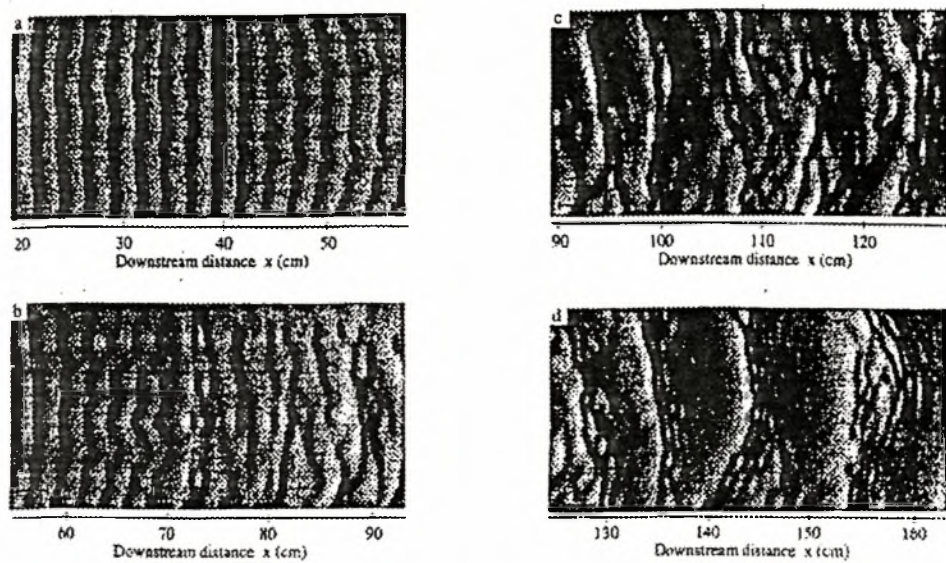 a
20 30 40 50
Downstream distance x (cm)
b
60 70 80 90
Downstream distance x (cm)
c
90 100 110 120
Downstream distance x (cm)
d
130 140 150 160
Downstream distance x (cm)